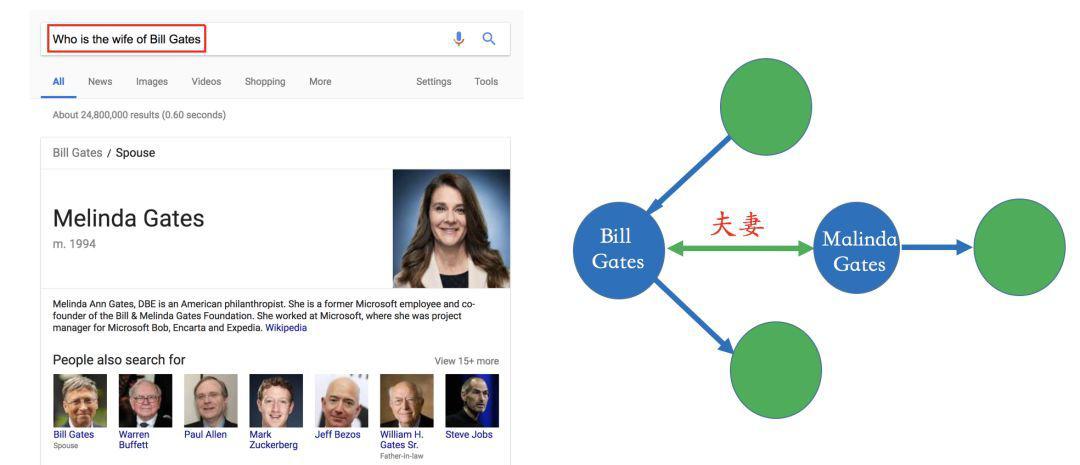 Who is the wife of Bill Gates
All News Images Videos Shopping More Settings Tools
About 24,800,000 results (0.60 seconds)
Bill Gates / Spouse
Melinda Gates
m. 1994
Melinda Ann Gates, DBE is an American philanthropist. She is a former Microsoft employee and co-
founder of the Bill & Melinda Gates Foundation. She worked at Microsoft, where she was project
manager for Microsoft Bob, Encarta and Expedia. Wikipedia
People also search for View 15+ more
Bill Gates
Spouse
Warren
Buffett
Paul Allen
Mark
Zuckerberg
Jeff Bezos
William H.
Gates Sr.
Father-in-law
Steve Jobs
Bill
Gates
夫妻
Malinda
Gates